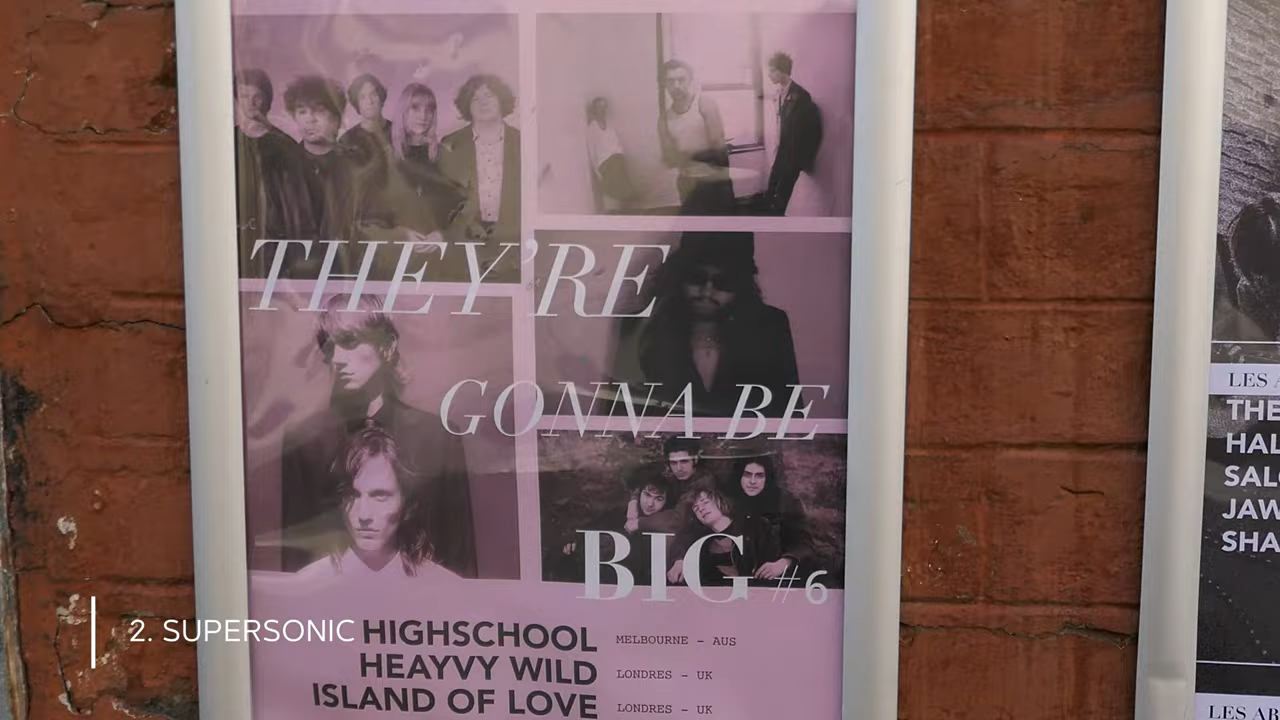 THEY'RE
GONNA BE
BIG #6
2. SUPERSONIC
HIGHSCHOOL MELBOURNE - AUS
HEAYVY WILD LONDRES - UK
ISLAND OF LOVE LONDRES - UK
LES A
THE
HAL
SAL
JAW
SHA
LES AR